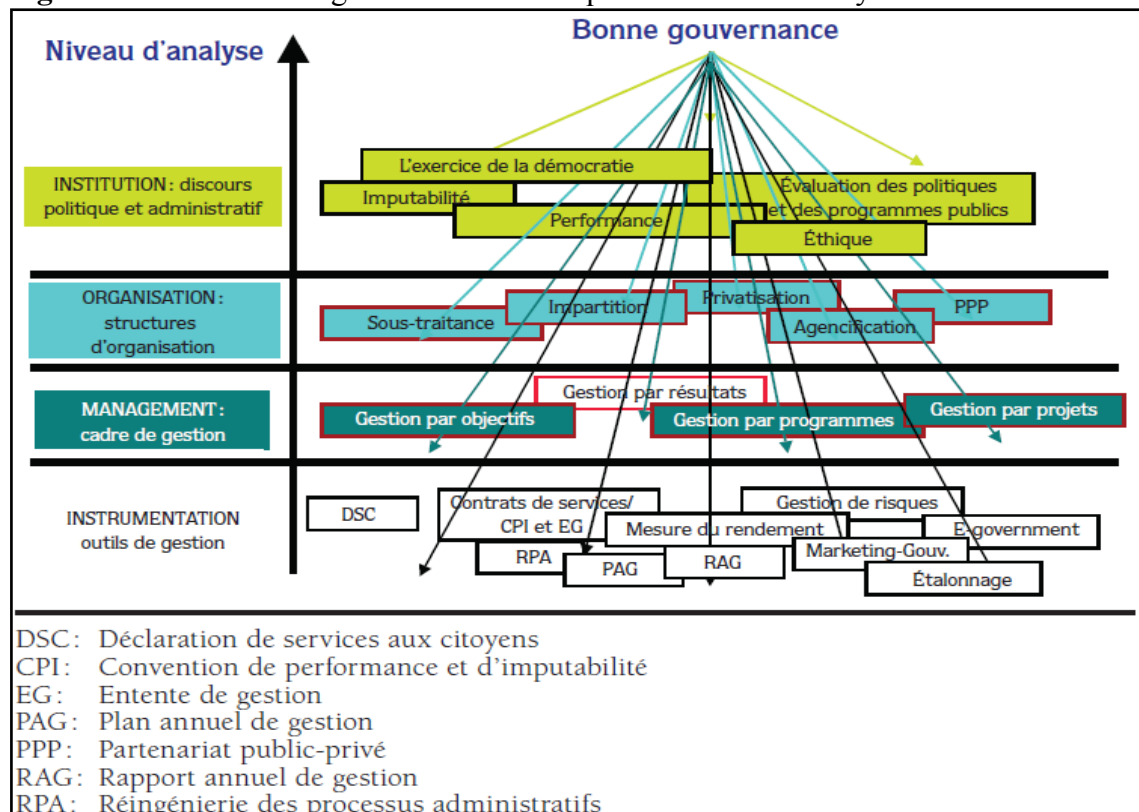 Bonne gouvernance
Niveau d'analyse
L'exercice de la démocratie
INSTITUTION : discours
politique et administratif
Imputabilité
Évaluation des politiques
et des programmes publics
Performance
Éthique
ORGANISATION :
structures
d'organisation
Privatisation
Impartition
PPP
Sous-traitance
Agencification
MANAGEMENT :
cadre de gestion
Gestion par résultats
Gestion par objectifs
Gestion par programmes
Gestion par projets
INSTRUMENTATION
outils de gestion
DSC
Contrats de services/
CPI et EG
Gestion de risques
Mesure du rendement
E-government
RPA
PAG
RAG
Marketing-Gouv.
Étalonnage
DSC : Déclaration de services aux citoyens
CPI : Convention de performance et d'imputabilité
EG : Entente de gestion
PAG : Plan annuel de gestion
PPP : Partenariat public-privé
RAG : Rapport annuel de gestion
RPA : Réingénierie des processus administratifs